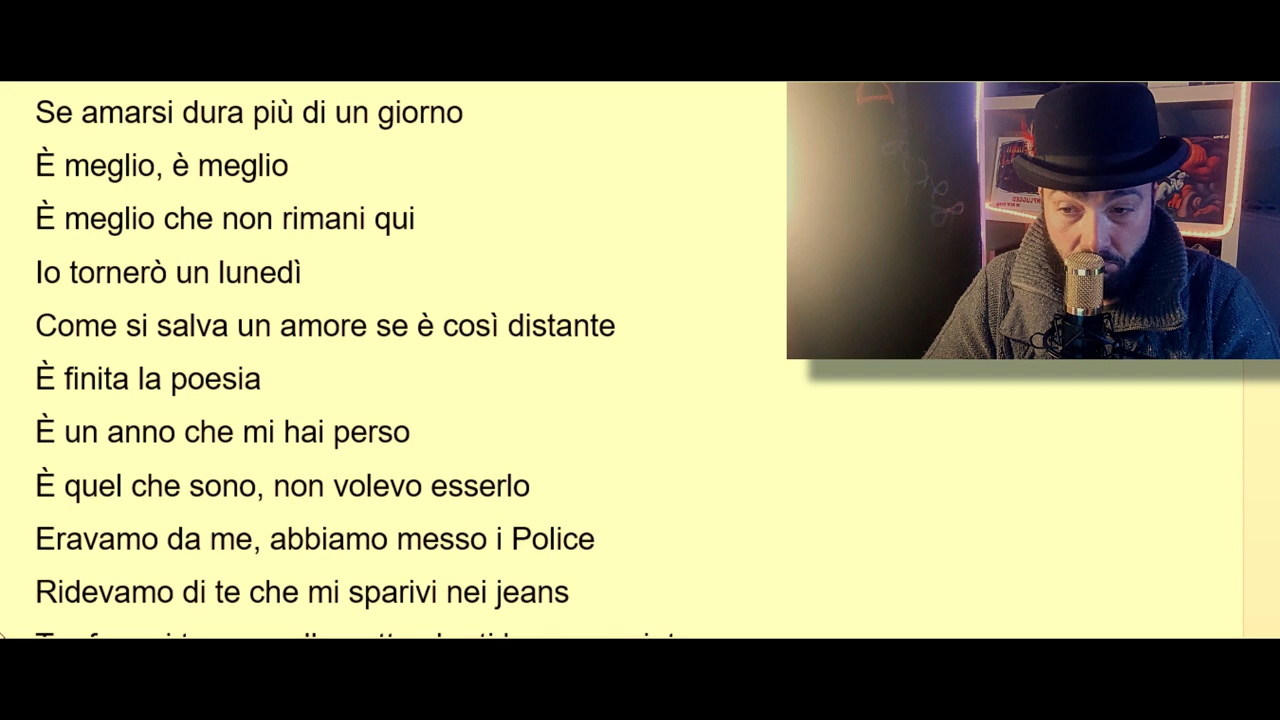 Se amarsi dura più di un giorno
È meglio, è meglio
È meglio che non rimani qui
Io tornerò un lunedì
Come si salva un amore se è così distante
È finita la poesia
È un anno che mi hai perso
È quel che sono, non volevo esserlo
Eravamo da me, abbiamo messo i Police
Ridevamo di te che mi sparivi nei jeans